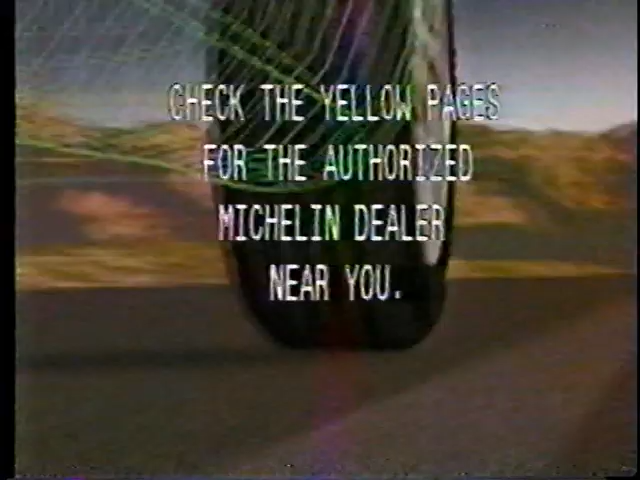 CHECK THE YELLOW PAGES
FOR THE AUTHORIZED
MICHELIN DEALER
NEAR YOU.